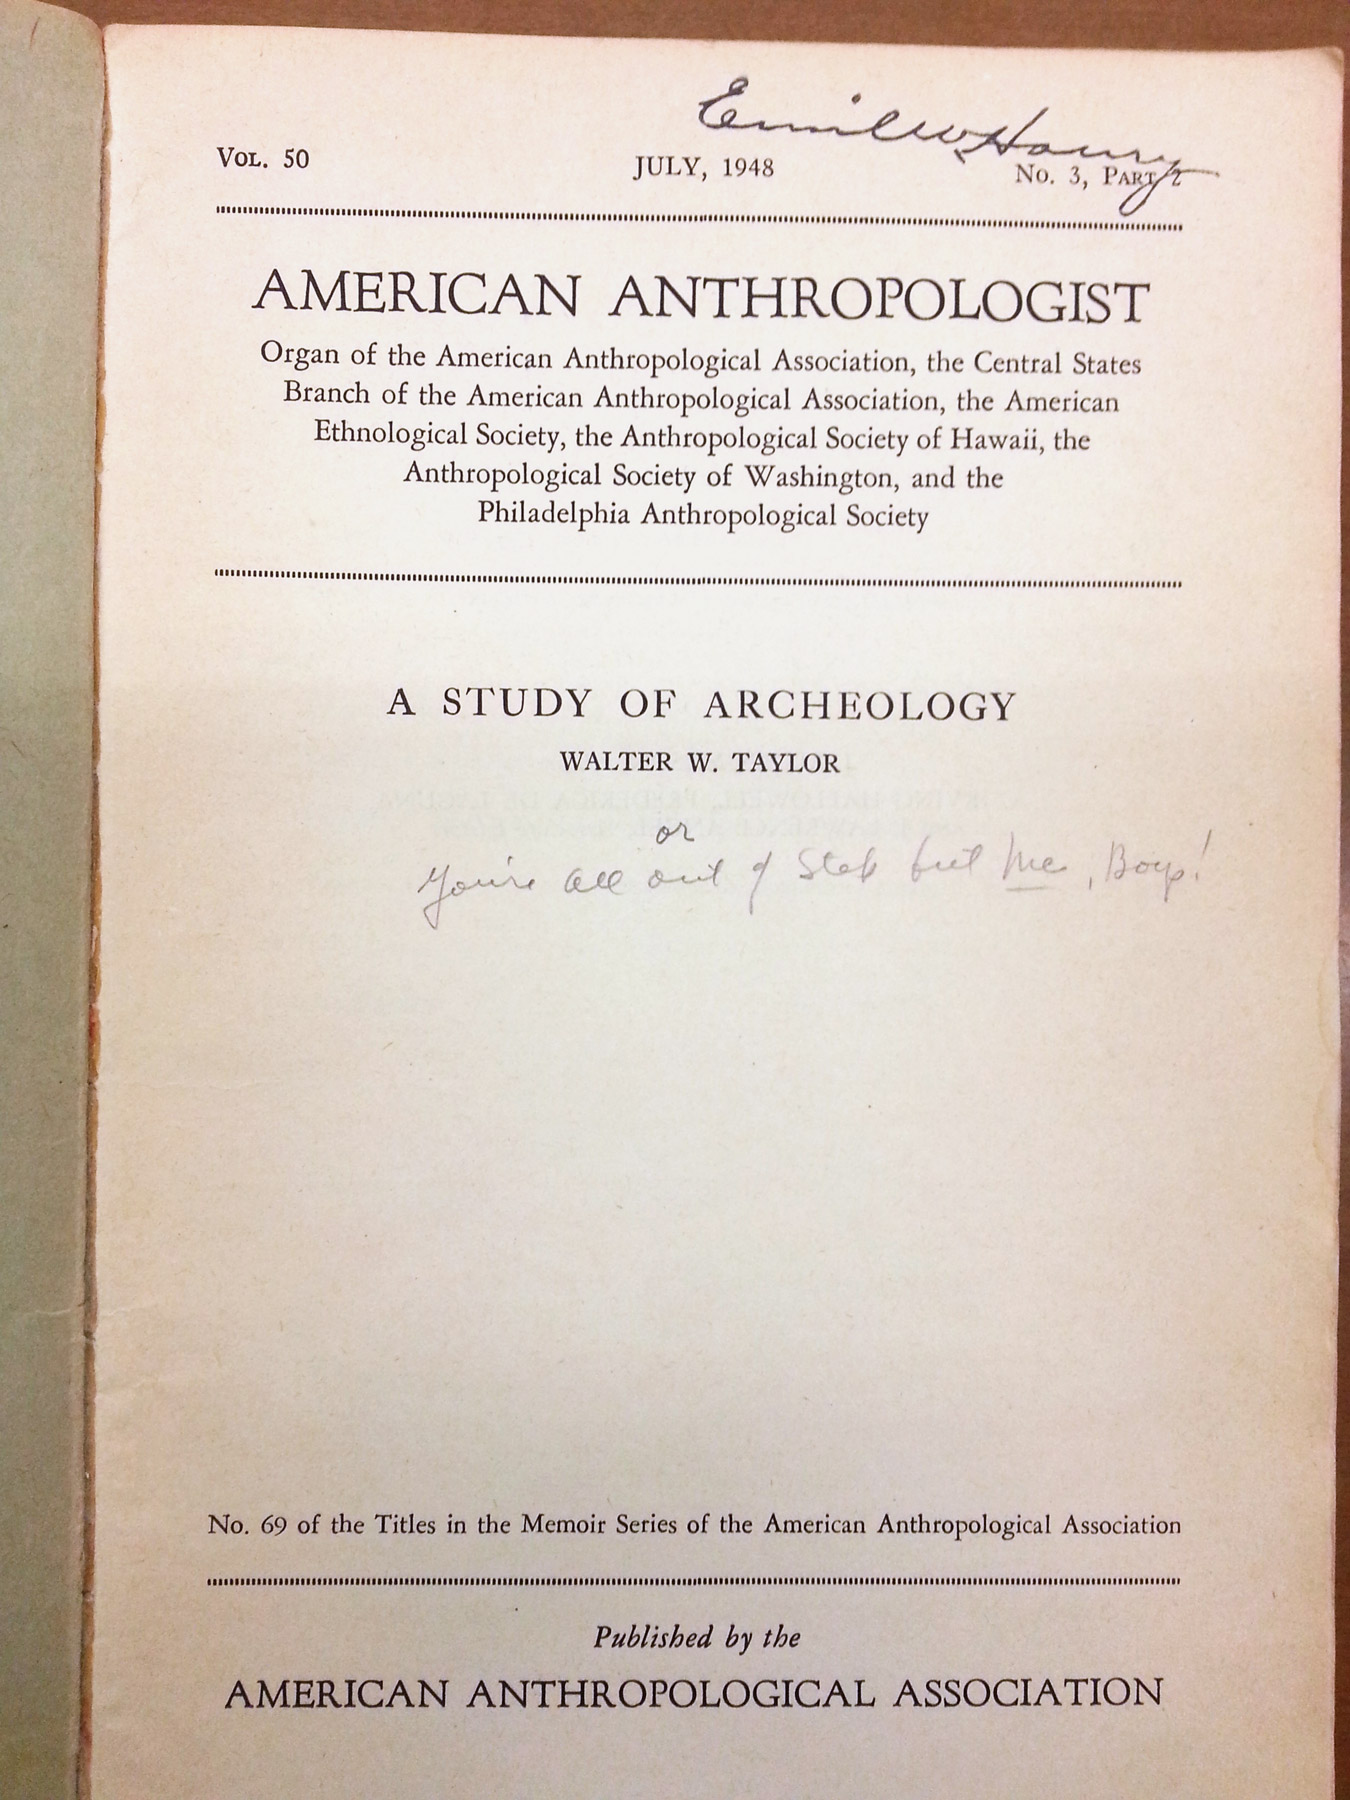 Emil W. Haury
VOL. 50 JULY, 1948 No. 3, PART 2
AMERICAN ANTHROPOLOGIST
Organ of the American Anthropological Association, the Central States
Branch of the American Anthropological Association, the American
Ethnological Society, the Anthropological Society of Hawaii, the
Anthropological Society of Washington, and the
Philadelphia Anthropological Society
A STUDY OF ARCHEOLOGY
WALTER W. TAYLOR
or
You're all out of Step but Me, Boys!
No. 69 of the Titles in the Memoir Series of the American Anthropological Association
Published by the
AMERICAN ANTHROPOLOGICAL ASSOCIATION